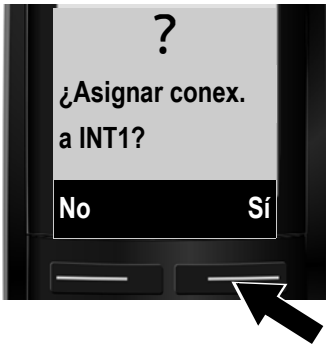 ?
¿Asignar conex.
a INT1?
No Sí